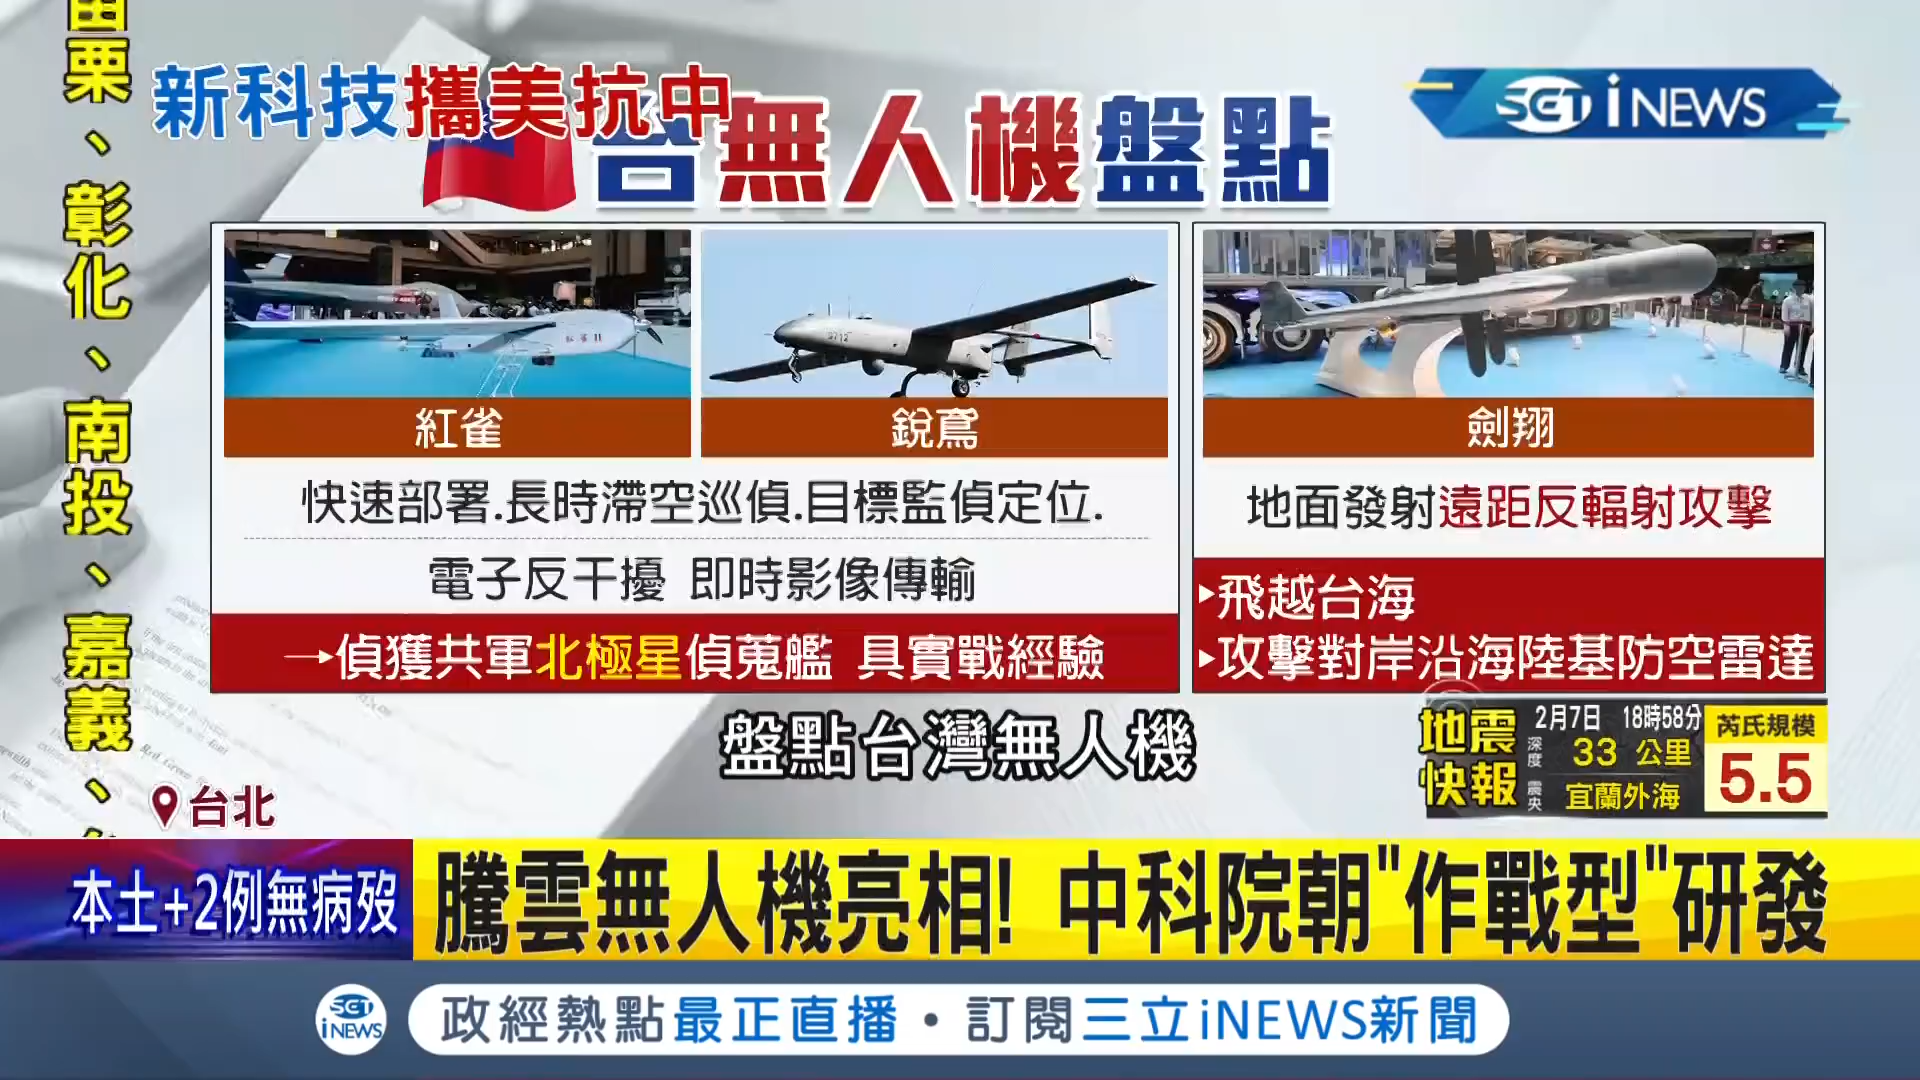 新科技攜美抗中
台無人機盤點
SET iNEWS
栗、彰化、南投、嘉義、
紅雀
銳鳶
劍翔
快速部署.長時滯空巡偵.目標監偵定位.
電子反干擾 即時影像傳輸
→偵獲共軍北極星偵蒐艦 具實戰經驗
地面發射遠距反輻射攻擊
▸飛越台海
▸攻擊對岸沿海陸基防空雷達
盤點台灣無人機
地震快報
2月7日 18時58分
深度 33 公里
震央 宜蘭外海
芮氏規模
5.5
台北
本土+2例無病歿
騰雲無人機亮相! 中科院朝"作戰型"研發
SET iNEWS
政經熱點最正直播・訂閱三立iNEWS新聞